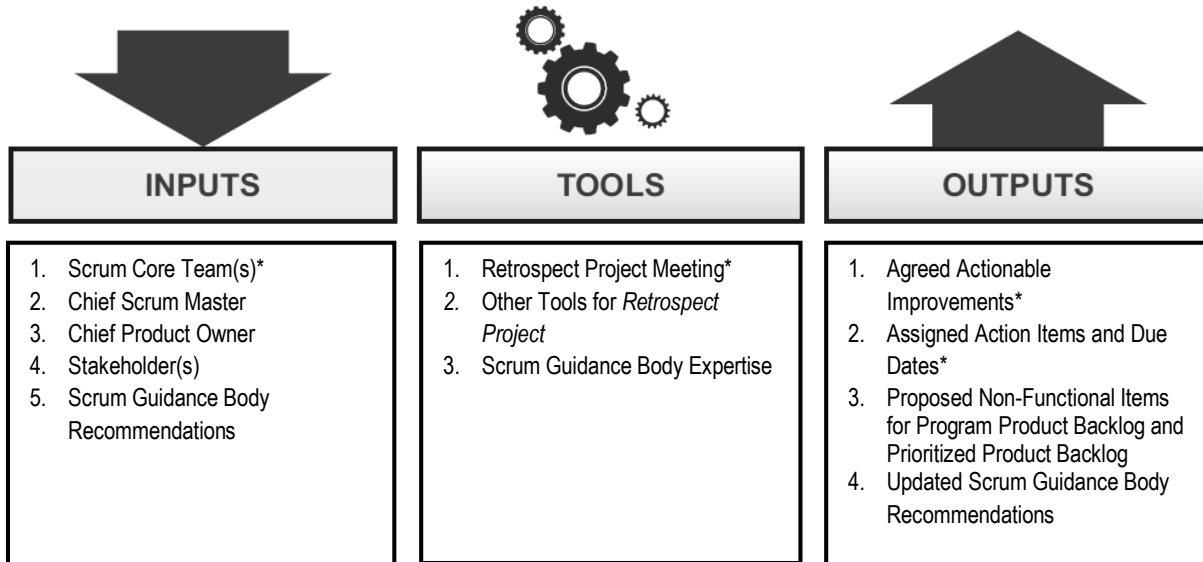 INPUTS
1. Scrum Core Team(s)*
2. Chief Scrum Master
3. Chief Product Owner
4. Stakeholder(s)
5. Scrum Guidance Body
Recommendations
TOOLS
1. Retrospect Project Meeting*
2. Other Tools for Retrospect
Project
3. Scrum Guidance Body Expertise
OUTPUTS
1. Agreed Actionable
Improvements*
2. Assigned Action Items and Due
Dates*
3. Proposed Non-Functional Items
for Program Product Backlog and
Prioritized Product Backlog
4. Updated Scrum Guidance Body
Recommendations